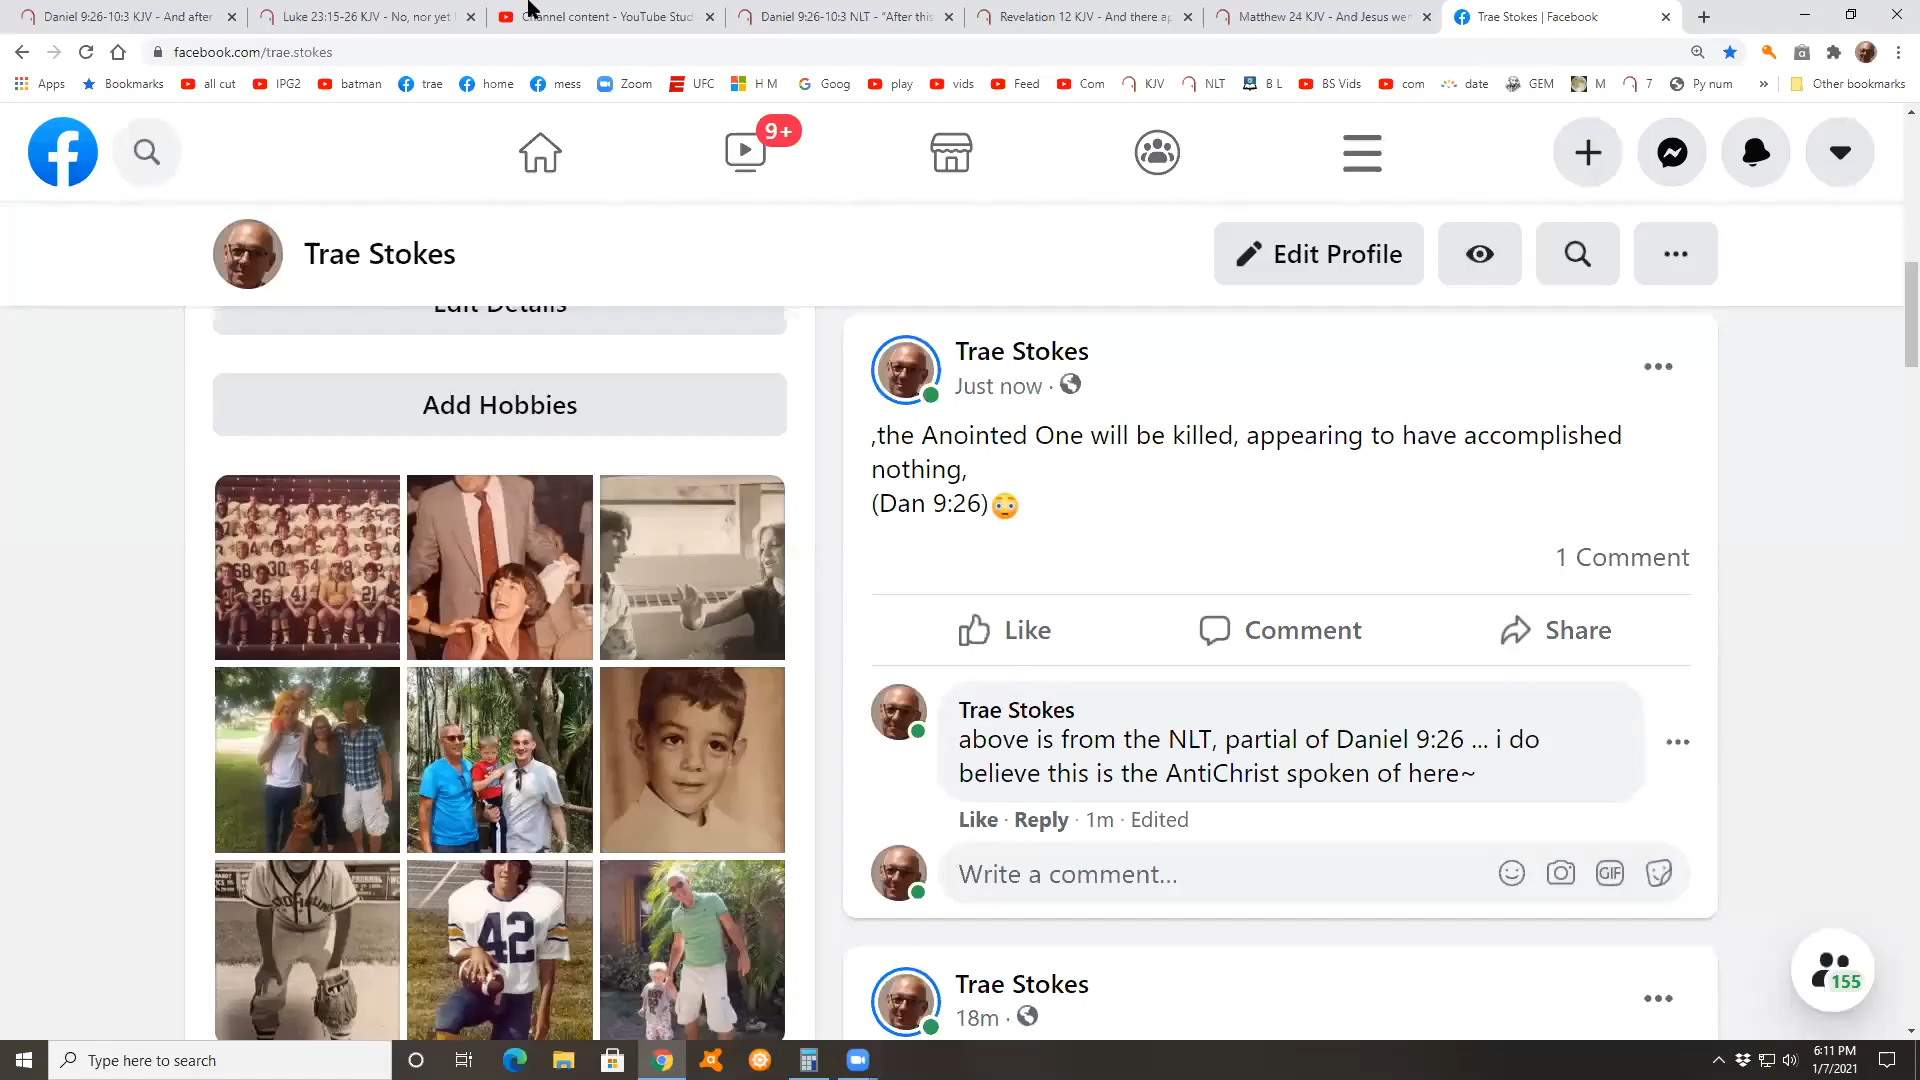 Daniel 9:26-10:3 KJV - And after
Luke 23:15-26 KJV - No, nor yet
Channel content - YouTube Stud
Daniel 9:26-10:3 NLT - "After this
Revelation 12 KJV - And there ap
Matthew 24 KJV - And Jesus wen
Trae Stokes | Facebook
facebook.com/trae.stokes
Apps Bookmarks all cut IPG2 batman trae home mess Zoom UFC H M Goog play vids Feed Com KJV NLT B L BS Vids com date GEM M 7 Py num » Other bookmarks
9+
Trae Stokes
Edit Profile
Edit Details
Add Hobbies
Trae Stokes
Just now ·
,the Anointed One will be killed, appearing to have accomplished
nothing,
(Dan 9:26)😳
1 Comment
Like Comment Share
Trae Stokes
above is from the NLT, partial of Daniel 9:26 ... i do
believe this is the AntiChrist spoken of here~
Like · Reply · 1m · Edited
Write a comment...
GIF
Trae Stokes
18m ·
155
42
Type here to search
6:11 PM
1/7/2021